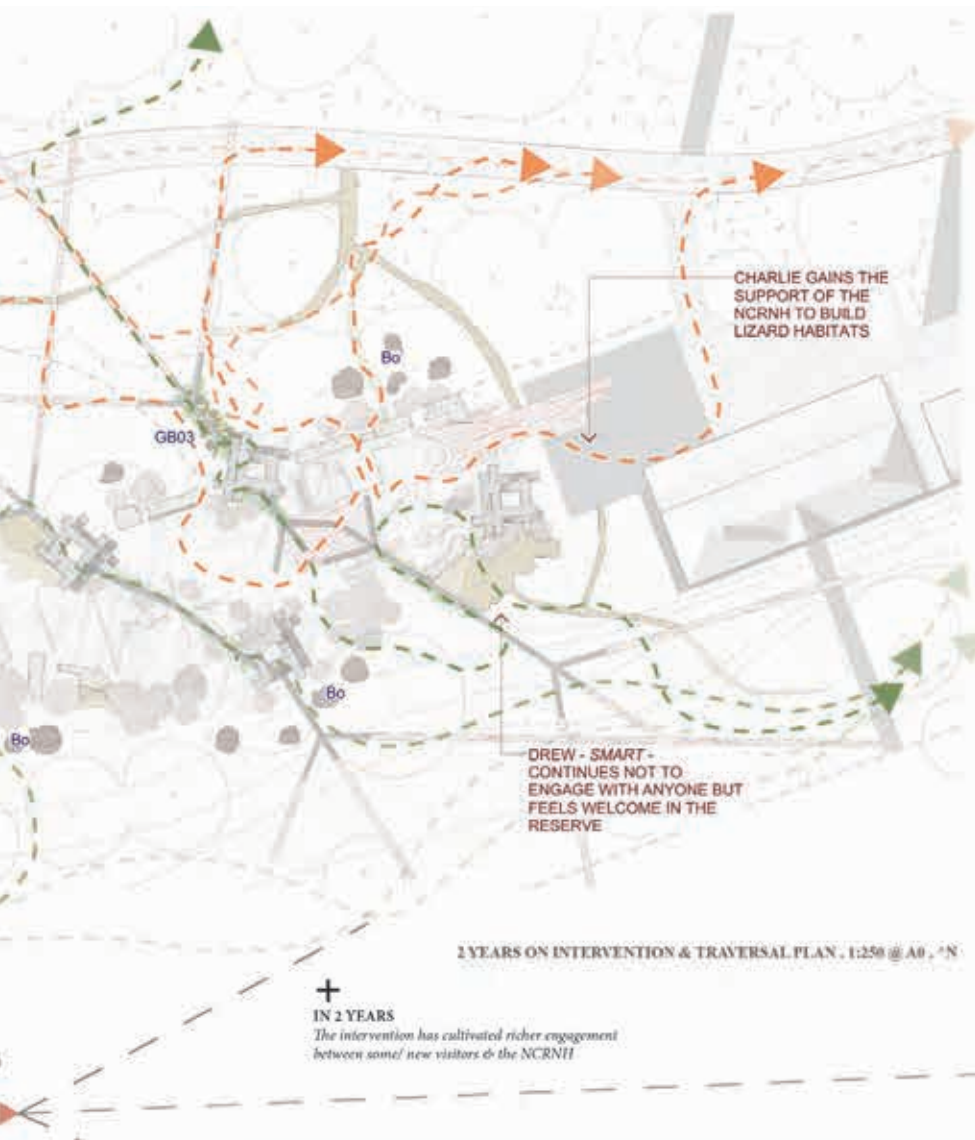 CHARLIE GAINS THE
SUPPORT OF THE
NCRNH TO BUILD
LIZARD HABITATS
Bo
GB03
Bo
Bo
DREW - SMART -
CONTINUES NOT TO
ENGAGE WITH ANYONE BUT
FEELS WELCOME IN THE
RESERVE
2 YEARS ON INTERVENTION & TRAVERSAL PLAN . 1:250 @ A0 . ^N
IN 2 YEARS
The intervention has cultivated richer engagement
between some/ new visitors & the NCRNH